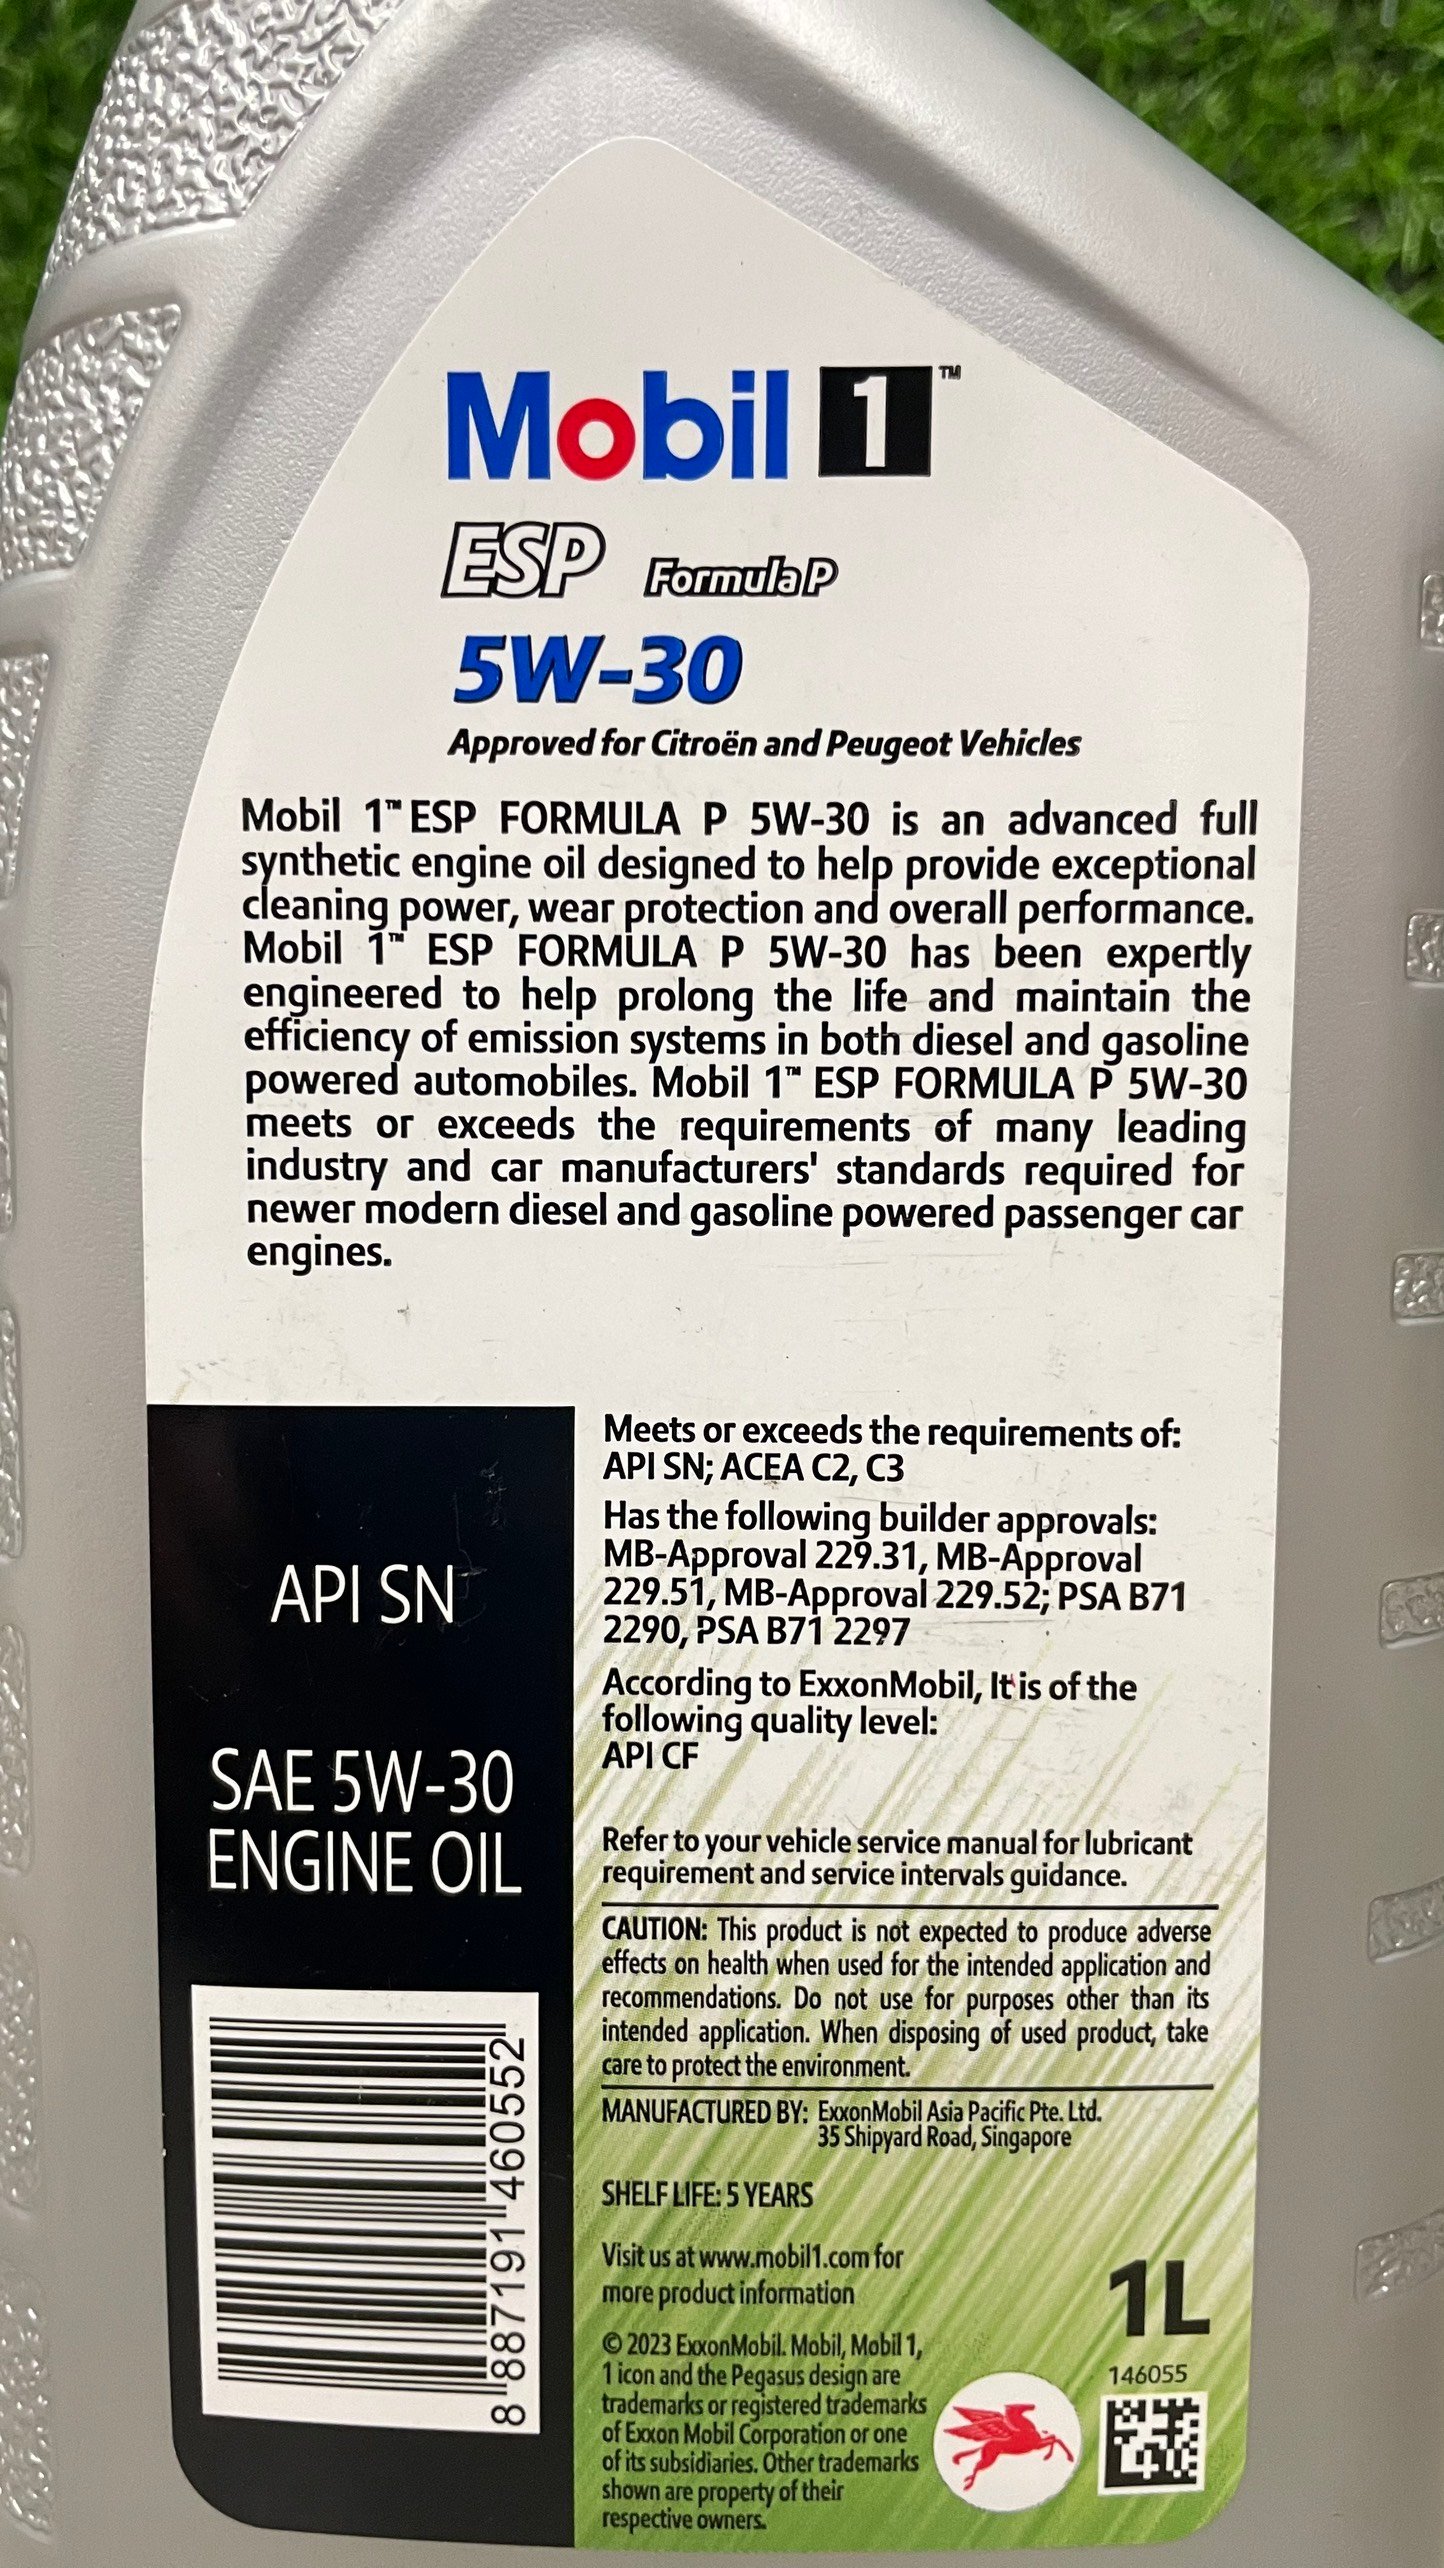 Mobil 1™
ESP Formula P
5W-30
Approved for Citroën and Peugeot Vehicles
Mobil 1™ ESP FORMULA P 5W-30 is an advanced full
synthetic engine oil designed to help provide exceptional
cleaning power, wear protection and overall performance.
Mobil 1™ ESP FORMULA P 5W-30 has been expertly
engineered to help prolong the life and maintain the
efficiency of emission systems in both diesel and gasoline
powered automobiles. Mobil 1™ ESP FORMULA P 5W-30
meets or exceeds the requirements of many leading
industry and car manufacturers' standards required for
newer modern diesel and gasoline powered passenger car
engines.
API SN
SAE 5W-30
ENGINE OIL
8 887191 460552
Meets or exceeds the requirements of:
API SN; ACEA C2, C3
Has the following builder approvals:
MB-Approval 229.31, MB-Approval
229.51, MB-Approval 229.52; PSA B71
2290, PSA B71 2297
According to ExxonMobil, It is of the
following quality level:
API CF
Refer to your vehicle service manual for lubricant
requirement and service intervals guidance.
CAUTION: This product is not expected to produce adverse
effects on health when used for the intended application and
recommendations. Do not use for purposes other than its
intended application. When disposing of used product, take
care to protect the environment.
MANUFACTURED BY: ExxonMobil Asia Pacific Pte. Ltd.
35 Shipyard Road, Singapore
SHELF LIFE: 5 YEARS
Visit us at www.mobil1.com for
more product information
© 2023 ExxonMobil. Mobil, Mobil 1,
1 icon and the Pegasus design are
trademarks or registered trademarks
of Exxon Mobil Corporation or one
of its subsidiaries. Other trademarks
shown are property of their
respective owners.
1L
146055
40